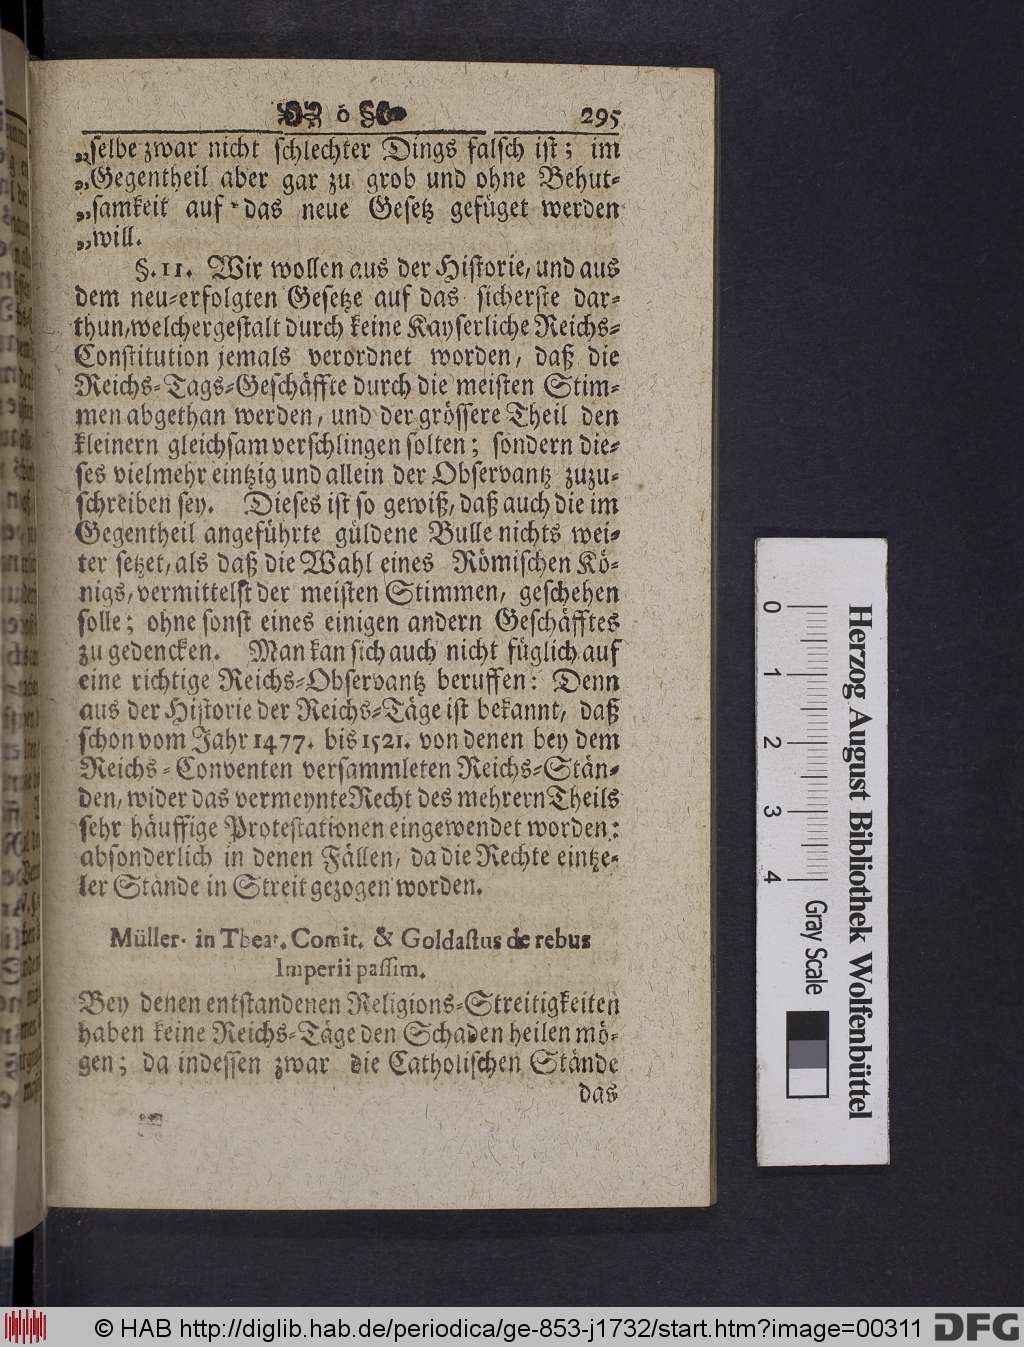 ó 295
„selbe zwar nicht schlechter Dings falsch ist; im
„Gegentheil aber gar zu grob und ohne Behut-
„samkeit auf das neue Gesetz gefüget werden
„will.
§. 11. Wir wollen aus der Historie, und aus
dem neu-erfolgten Gesetze auf das sicherste dar-
thun, welchergestalt durch keine Kayserliche Reichs-
Constitution jemals verordnet worden, daß die
Reichs-Tags-Geschäffte durch die meisten Stim-
men abgethan werden, und der grössere Theil den
kleinern gleichsam verschlingen solten; sondern die-
ses vielmehr eintzig und allein der Observantz zuzu-
schreiben sey. Dieses ist so gewiß, daß auch die im
Gegentheil angeführte güldene Bulle nichts wei-
ter setzet, als daß die Wahl eines Römischen Kö-
nigs, vermittelst der meisten Stimmen, geschehen
solle; ohne sonst eines einigen andern Geschäfftes
zu gedencken. Man kan sich auch nicht füglich auf
eine richtige Reichs-Observantz beruffen: Denn
aus der Historie der Reichs-Täge ist bekannt, daß
schon vom Jahr 1477. bis 1521. von denen bey dem
Reichs-Conventen versammleten Reichs-Stän-
den, wider das vermeynte Recht des mehrern Theils
sehr häuffige Protestationen eingewendet worden:
absonderlich in denen Fällen, da die Rechte eintze-
ler Stände in Streit gezogen worden.
Müller. in Thear. Comit. & Goldastus de rebus
Imperii passim.
Bey denen entstandenen Religions-Streitigkeiten
haben keine Reichs-Täge den Schaden heilen mö-
gen; da indessen zwar die Catholischen Stände
das
Herzog August Bibliothek Wolfenbüttel
0 1 2 3 4 Gray Scale
© HAB http://diglib.hab.de/periodica/ge-853-j1732/start.htm?image=00311 DFG